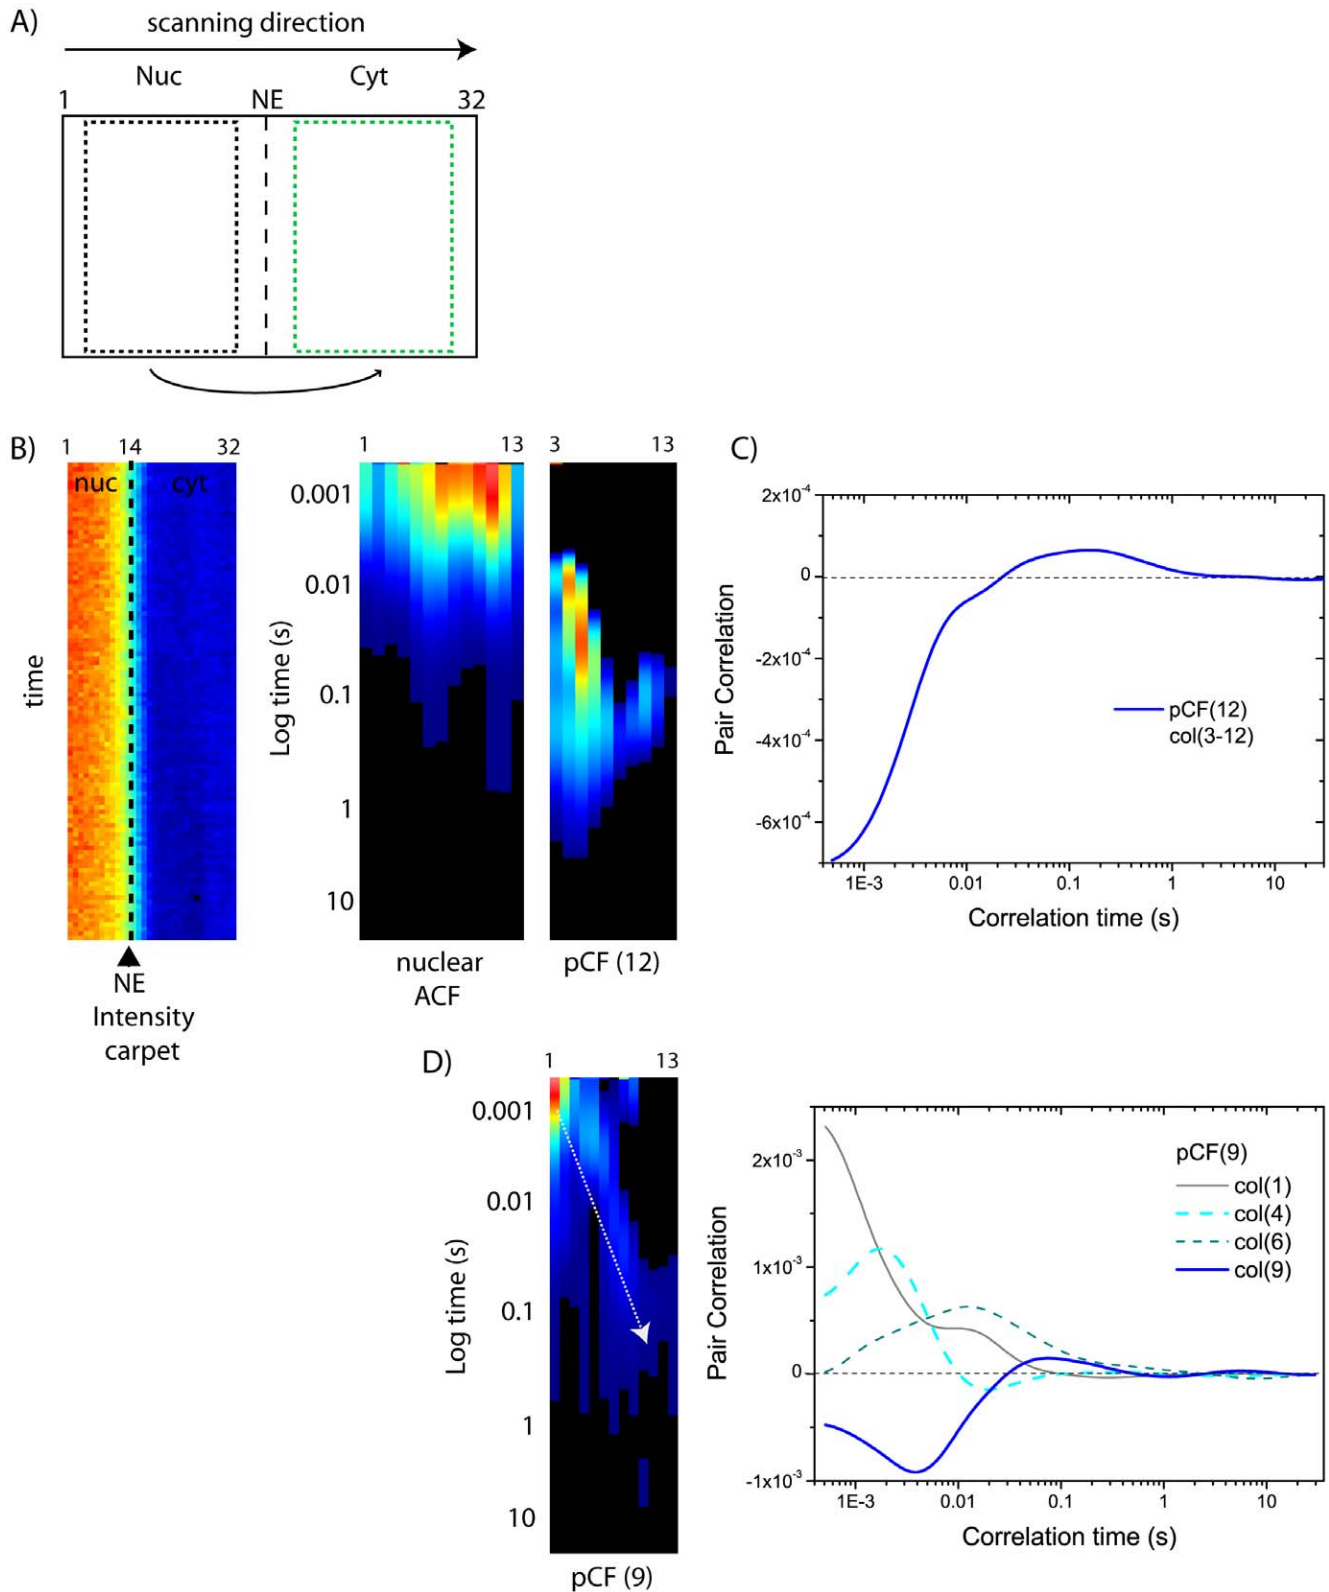 A)
scanning direction
Nuc Cyt
1 NE 32
B)
1 14 32
nuc cyt
time
NE
Intensity
carpet
1 13
3 13
Log time (s)
0.001
0.01
0.1
1
10
nuclear
ACF
pCF (12)
C)
2x10⁻⁴
0
-2x10⁻⁴
-4x10⁻⁴
-6x10⁻⁴
Pair Correlation
pCF(12)
col(3-12)
1E-3 0.01 0.1 1 10
Correlation time (s)
D)
1 13
Log time (s)
0.001
0.01
0.1
1
10
pCF (9)
2x10⁻³
1x10⁻³
0
-1x10⁻³
Pair Correlation
pCF(9)
col(1)
col(4)
col(6)
col(9)
1E-3 0.01 0.1 1 10
Correlation time (s)